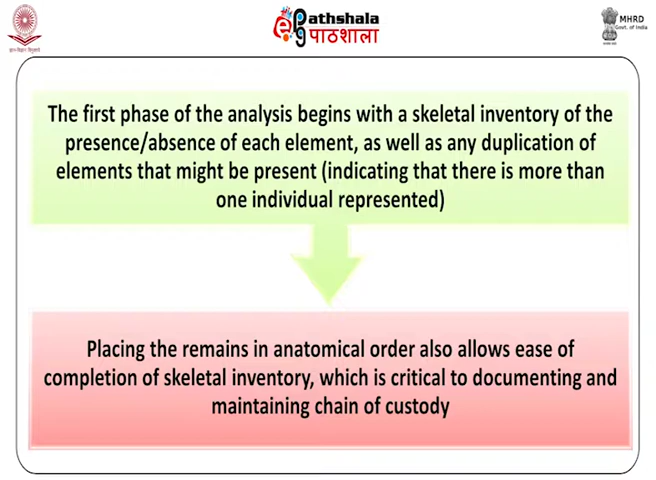 ज्ञान-विज्ञान विमुक्तये
ePG Pathshala
पाठशाला
MHRD
Govt. of India
The first phase of the analysis begins with a skeletal inventory of the
presence/absence of each element, as well as any duplication of
elements that might be present (indicating that there is more than
one individual represented)
Placing the remains in anatomical order also allows ease of
completion of skeletal inventory, which is critical to documenting and
maintaining chain of custody